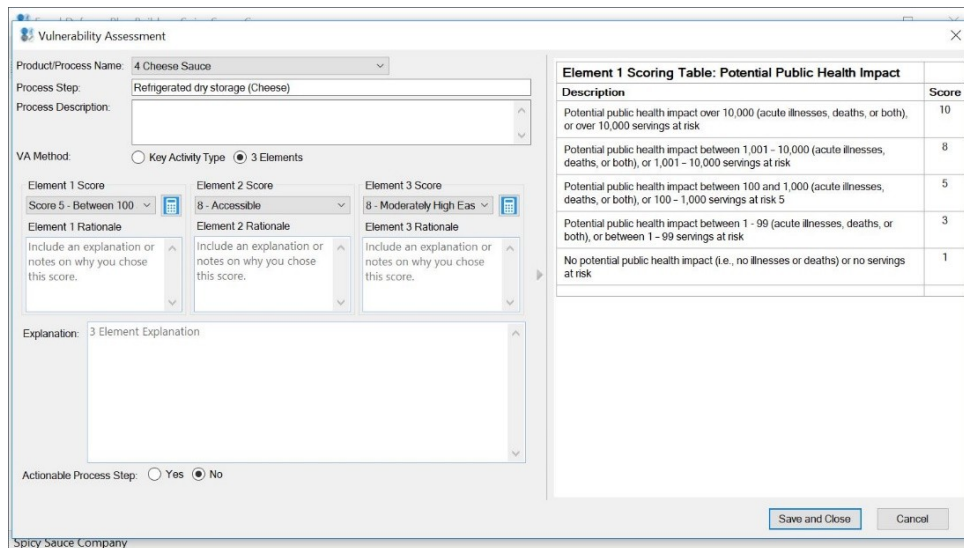 Vulnerability Assessment
Product/Process Name: 4 Cheese Sauce
Process Step: Refrigerated dry storage (Cheese)
Process Description:
VA Method: Key Activity Type 3 Elements
Element 1 Score Element 2 Score Element 3 Score
Score 5 - Between 100 8 - Accessible 8 - Moderately High Eas
Element 1 Rationale Element 2 Rationale Element 3 Rationale
Include an explanation or Include an explanation or Include an explanation or
notes on why you chose notes on why you chose notes on why you chose
this score. this score. this score.
Explanation: 3 Element Explanation
Actionable Process Step: Yes No
Element 1 Scoring Table: Potential Public Health Impact
Description Score
Potential public health impact over 10,000 (acute illnesses, deaths, or both), 10
or over 10,000 servings at risk
Potential public health impact between 1,001 - 10,000 (acute illnesses, 8
deaths, or both), or 1,001 – 10,000 servings at risk
Potential public health impact between 100 and 1,000 (acute illnesses, 5
deaths, or both), or 100 – 1,000 servings at risk 5
Potential public health impact between 1 - 99 (acute illnesses, deaths, or 3
both), or between 1 – 99 servings at risk
No potential public health impact (i.e., no illnesses or deaths) or no servings 1
at risk
Save and Close Cancel
Spicy Sauce Company